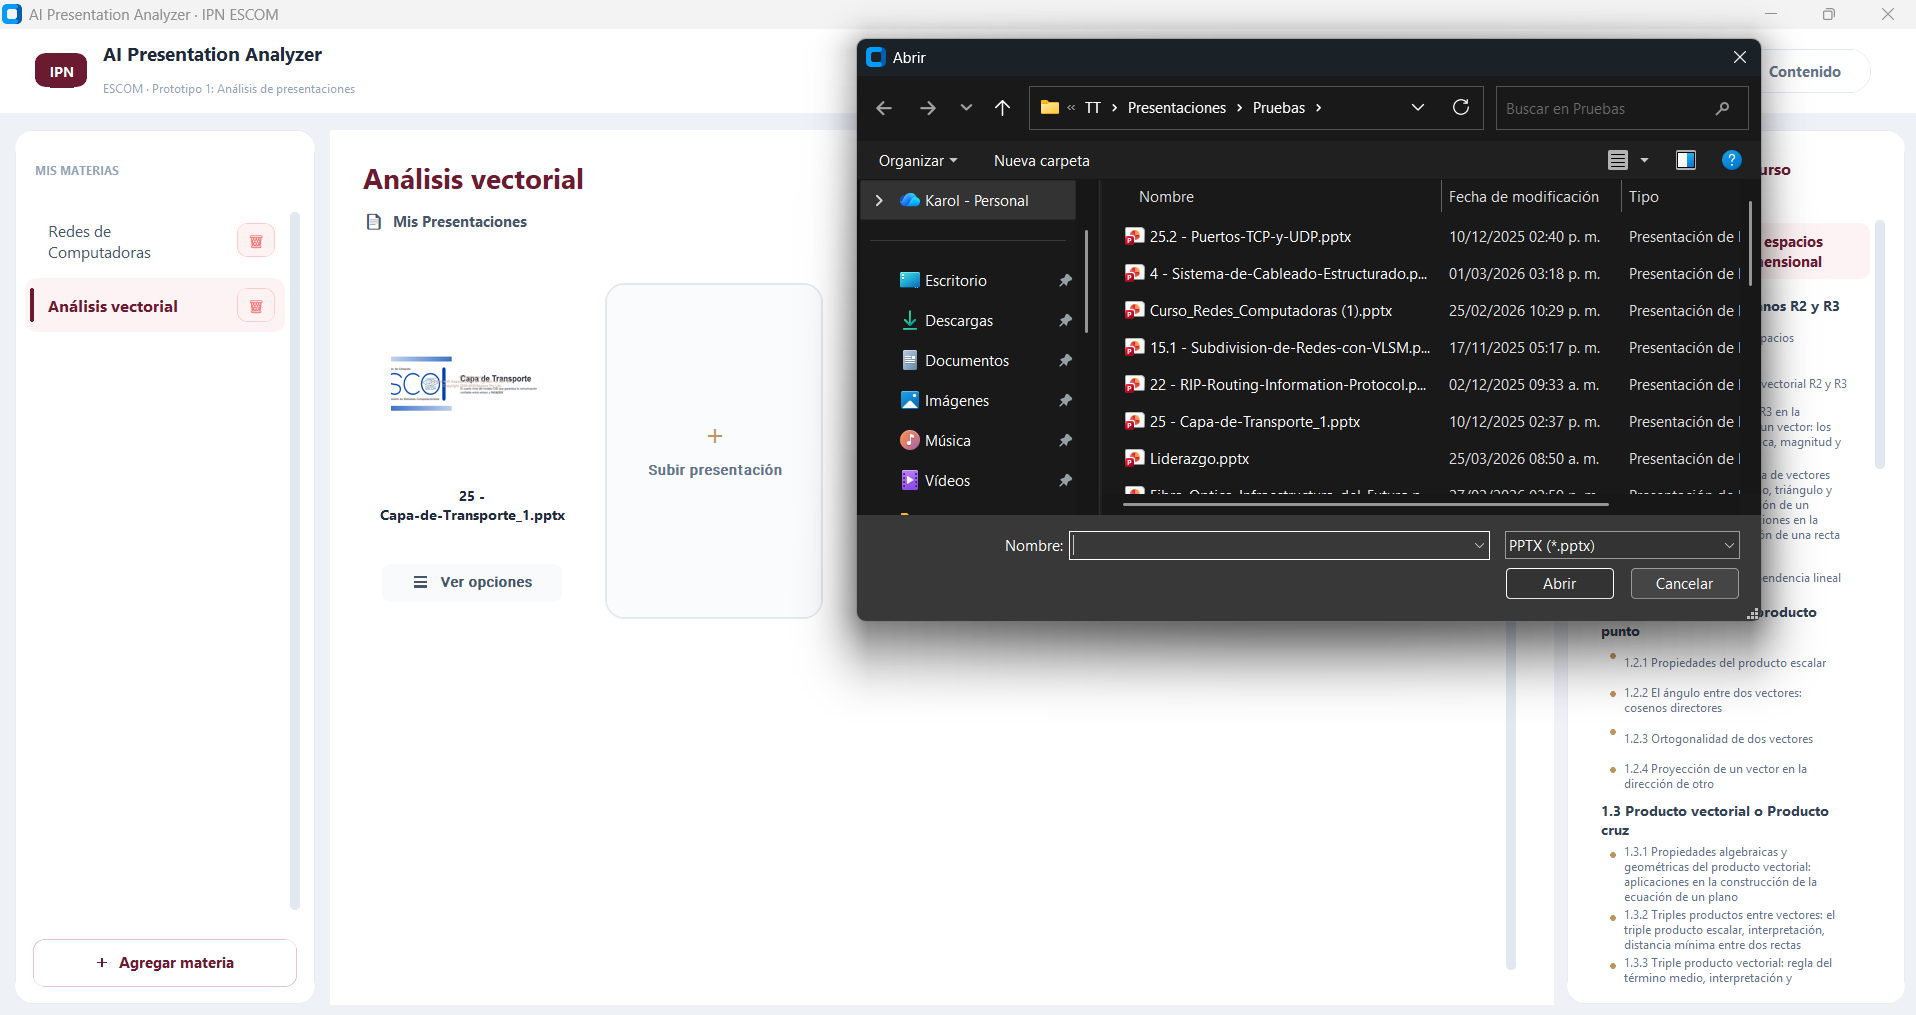 AI Presentation Analyzer · IPN ESCOM
IPN
AI Presentation Analyzer
ESCOM · Prototipo 1: Análisis de presentaciones
Contenido
MIS MATERIAS
Redes de
Computadoras
Análisis vectorial
+ Agregar materia
Análisis vectorial
Mis Presentaciones
Capa de Transporte
25 -
Capa-de-Transporte_1.pptx
Ver opciones
+
Subir presentación
Abrir
« TT > Presentaciones > Pruebas >
Buscar en Pruebas
Organizar
Nueva carpeta
Karol - Personal
Escritorio
Descargas
Documentos
Imágenes
Música
Vídeos
Nombre
Fecha de modificación
Tipo
25.2 - Puertos-TCP-y-UDP.pptx 10/12/2025 02:40 p. m. Presentación de
4 - Sistema-de-Cableado-Estructurado.p... 01/03/2026 03:18 p. m. Presentación de
Curso_Redes_Computadoras (1).pptx 25/02/2026 10:29 p. m. Presentación de
15.1 - Subdivision-de-Redes-con-VLSM.p... 17/11/2025 05:17 p. m. Presentación de
22 - RIP-Routing-Information-Protocol.p... 02/12/2025 09:33 a. m. Presentación de
25 - Capa-de-Transporte_1.pptx 10/12/2025 02:37 p. m. Presentación de
Liderazgo.pptx 25/03/2026 08:50 a. m. Presentación de
Nombre:
PPTX (*.pptx)
Abrir
Cancelar
urso
espacios
ensional
nos R2 y R3
pacios
vectorial R2 y R3
R3 en la
un vector: los
ca, magnitud y
a de vectores
o, triángulo y
ón de un
iones en la
n de una recta
endencia lineal
producto
punto
1.2.1 Propiedades del producto escalar
1.2.2 El ángulo entre dos vectores:
cosenos directores
1.2.3 Ortogonalidad de dos vectores
1.2.4 Proyección de un vector en la
dirección de otro
1.3 Producto vectorial o Producto
cruz
1.3.1 Propiedades algebraicas y
geométricas del producto vectorial:
aplicaciones en la construcción de la
ecuación de un plano
1.3.2 Triples productos entre vectores: el
triple producto escalar, interpretación,
distancia mínima entre dos rectas
1.3.3 Triple producto vectorial: regla del
término medio, interpretación y